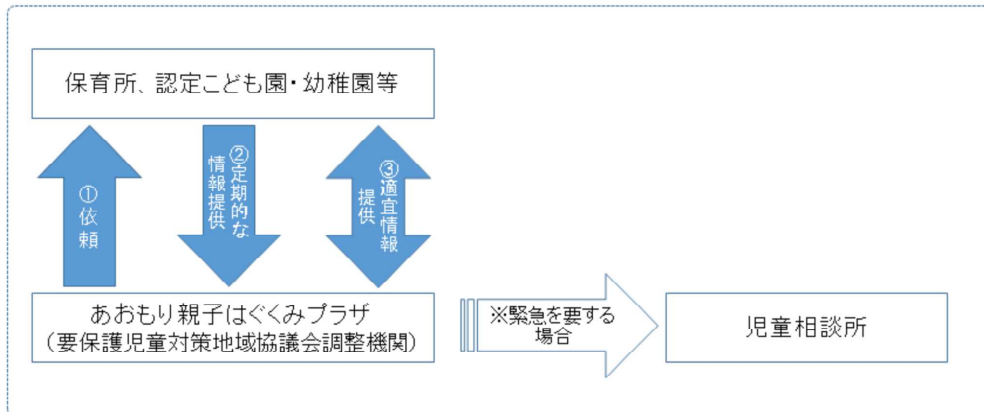 保育所、認定こども園・幼稚園等
①依頼
②定期的な
情報提供
③適宜情報
提供
あおもり親子はぐくみプラザ
（要保護児童対策地域協議会調整機関）
※緊急を要する
場合
児童相談所